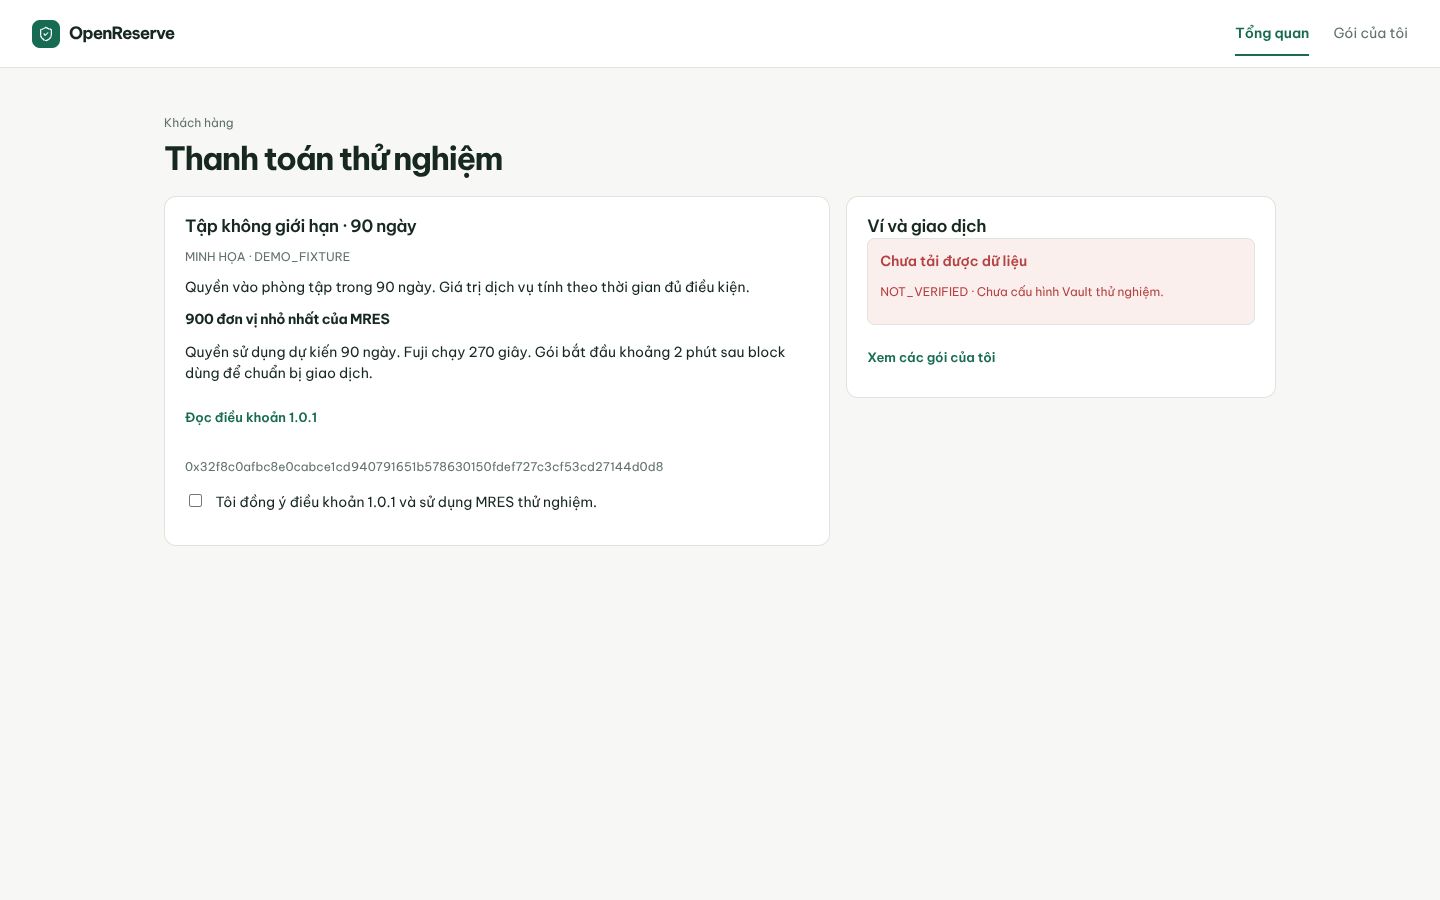 OpenReserve
Tổng quan
Gói của tôi
Khách hàng
Thanh toán thử nghiệm
Tập không giới hạn · 90 ngày
MINH HỌA · DEMO_FIXTURE
Quyền vào phòng tập trong 90 ngày. Giá trị dịch vụ tính theo thời gian đủ điều kiện.
900 đơn vị nhỏ nhất của MRES
Quyền sử dụng dự kiến 90 ngày. Fuji chạy 270 giây. Gói bắt đầu khoảng 2 phút sau block
dùng để chuẩn bị giao dịch.
Đọc điều khoản 1.0.1
0x32f8c0afbc8e0cabce1cd940791651b578630150fdef727c3cf53cd27144d0d8
Tôi đồng ý điều khoản 1.0.1 và sử dụng MRES thử nghiệm.
Ví và giao dịch
Chưa tải được dữ liệu
NOT_VERIFIED · Chưa cấu hình Vault thử nghiệm.
Xem các gói của tôi